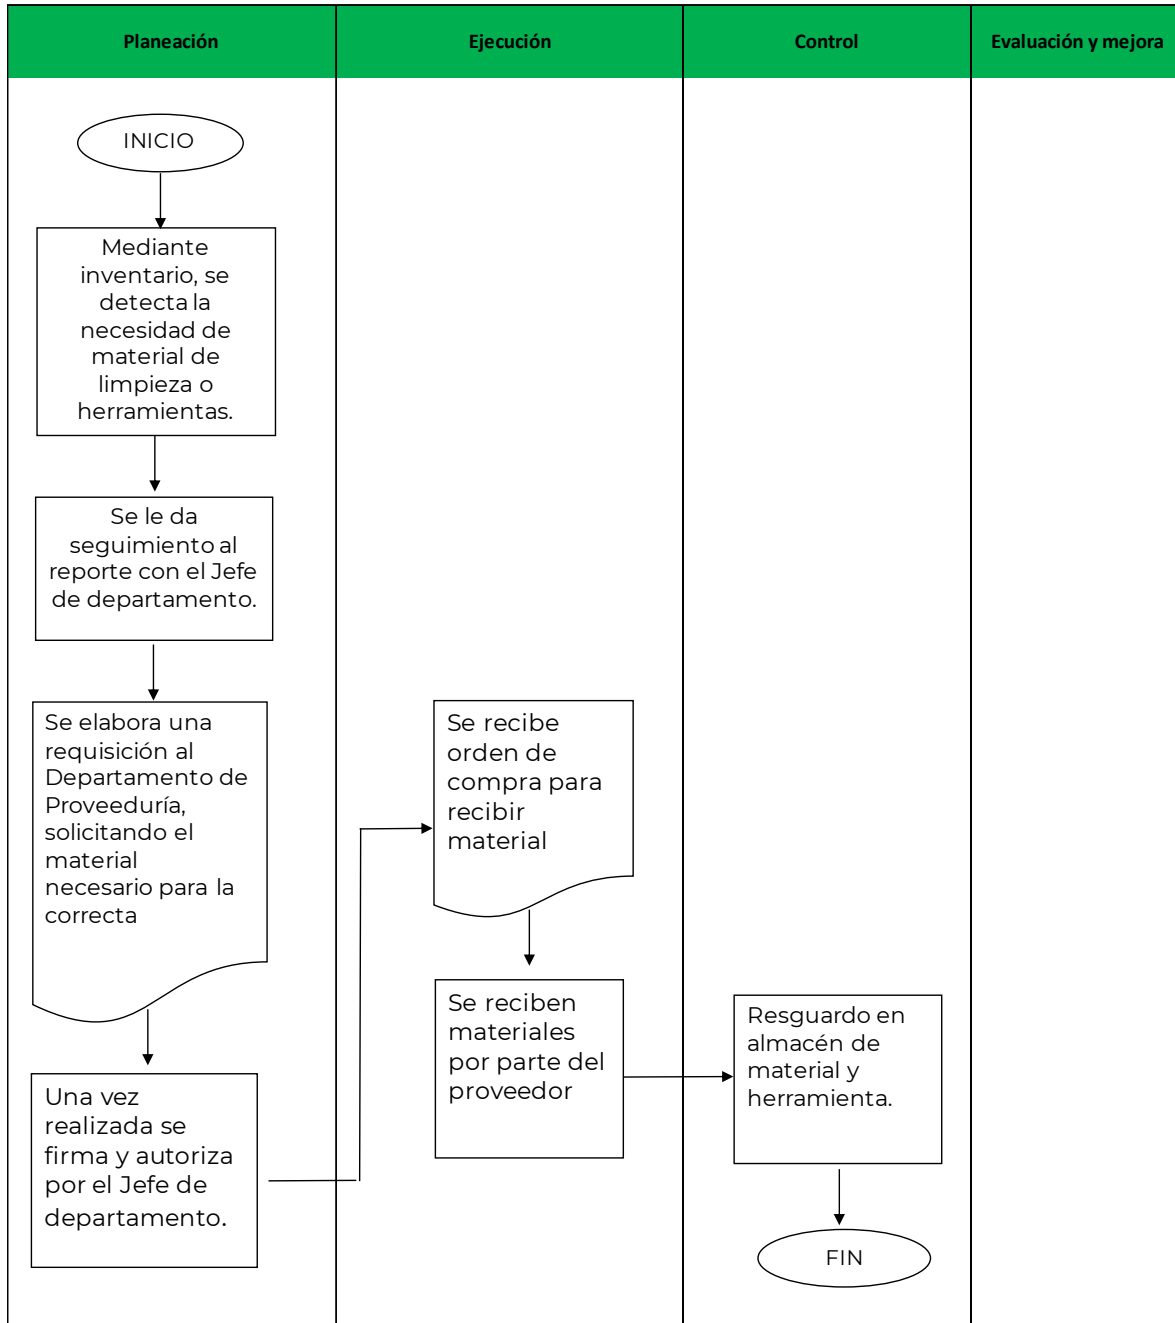 Planeación
Ejecución
Control
Evaluación y mejora
INICIO
Mediante
inventario, se
detecta la
necesidad de
material de
limpieza o
herramientas.
Se le da
seguimiento al
reporte con el Jefe
de departamento.
Se elabora una
requisición al
Departamento de
Proveeduría,
solicitando el
material
necesario para la
correcta
Una vez
realizada se
firma y autoriza
por el Jefe de
departamento.
Se recibe
orden de
compra para
recibir
material
Se reciben
materiales
por parte del
proveedor
Resguardo en
almacén de
material y
herramienta.
FIN